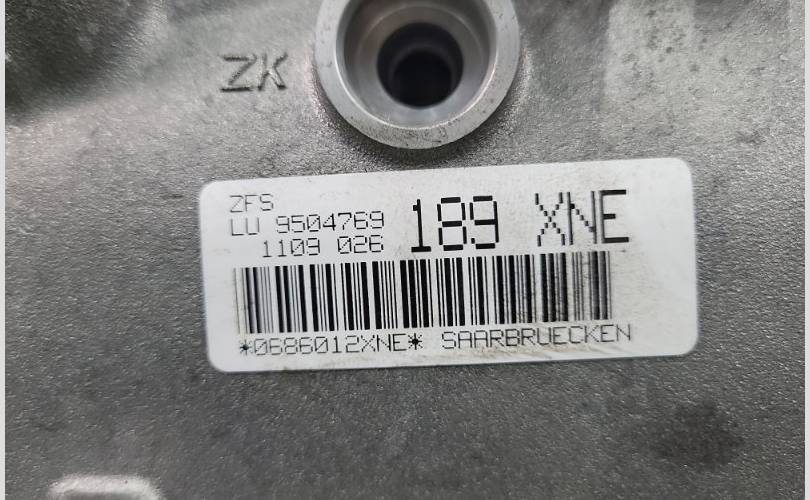 ZK
ZFS
LU 9504769
1109 026
189 XNE
*0686012XNE* SAARBRUECKEN